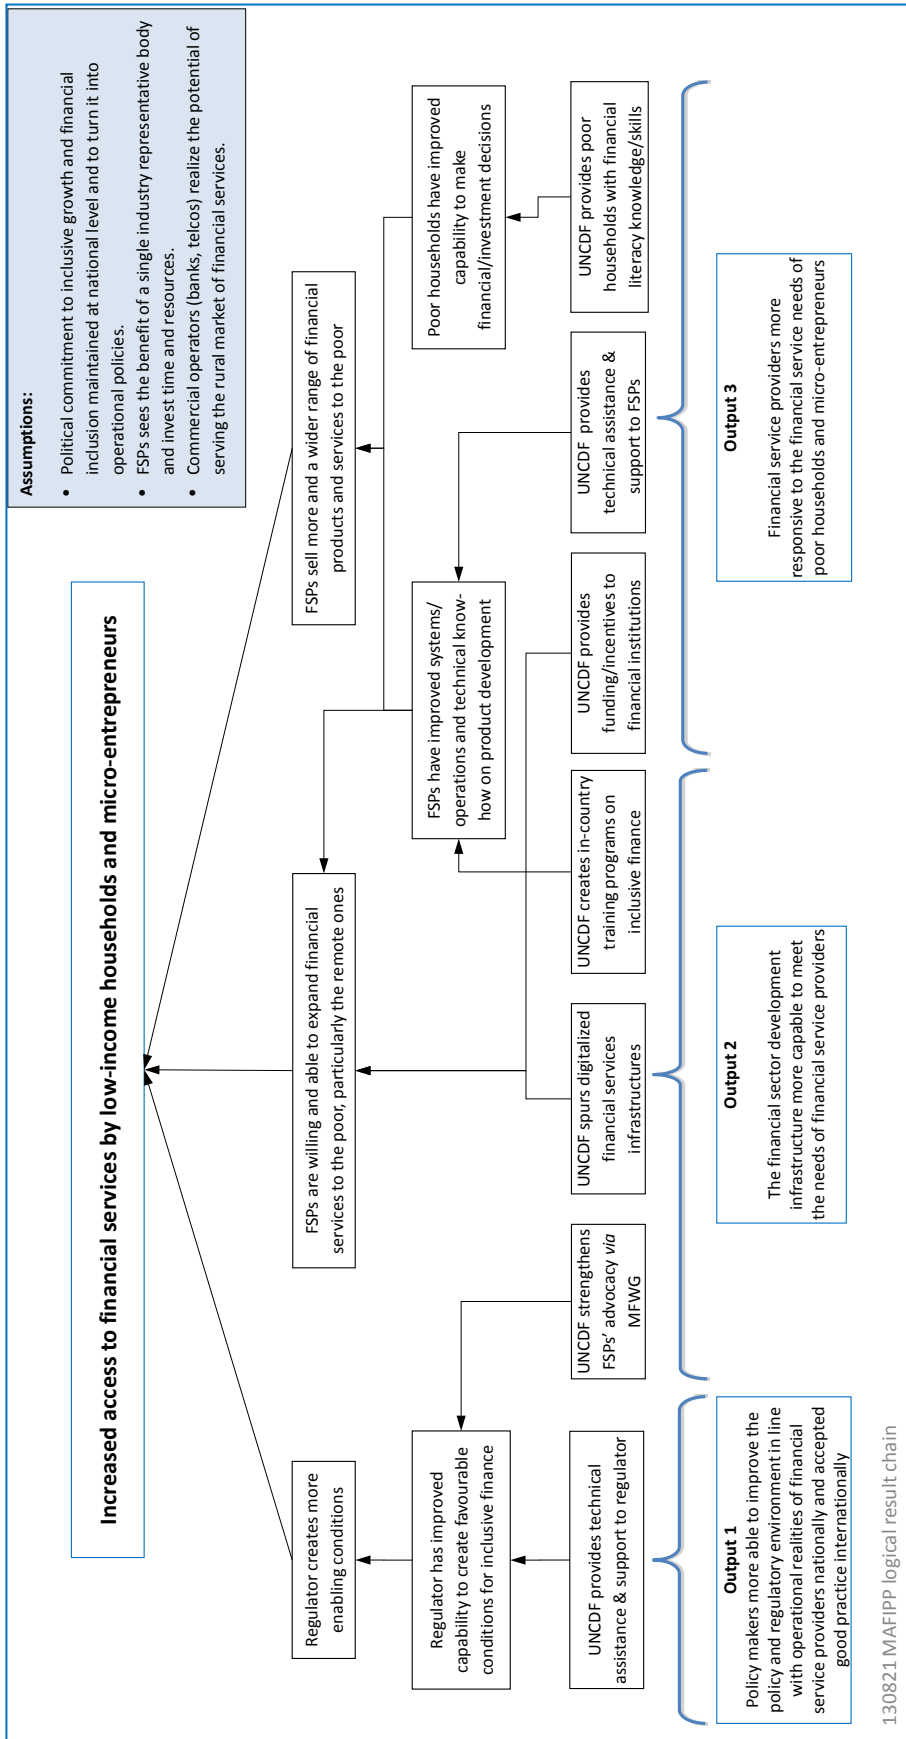 Increased access to financial services by low-income households and micro-entrepreneurs
Assumptions:
• Political commitment to inclusive growth and financial
inclusion maintained at national level and to turn it into
operational policies.
• FSPs sees the benefit of a single industry representative body
and invest time and resources.
• Commercial operators (banks, telcos) realize the potential of
serving the rural market of financial services.
Regulator creates more
enabling conditions
FSPs are willing and able to expand financial
services to the poor, particularly the remote ones
FSPs sell more and a wider range of financial
products and services to the poor
Regulator has improved
capability to create favourable
conditions for inclusive finance
FSPs have improved systems/
operations and technical know-
how on product development
Poor households have improved
capability to make
financial/investment decisions
UNCDF provides technical
assistance & support to regulator
UNCDF strengthens
FSPs’ advocacy via
MFWG
UNCDF spurs digitalized
financial services
infrastructures
UNCDF creates in-country
training programs on
inclusive finance
UNCDF provides
funding/incentives to
financial institutions
UNCDF provides
technical assistance &
support to FSPs
UNCDF provides poor
households with financial
literacy knowledge/skills
Output 1
Policy makers more able to improve the
policy and regulatory environment in line
with operational realities of financial
service providers nationally and accepted
good practice internationally
Output 2
The financial sector development
infrastructure more capable to meet
the needs of financial service providers
Output 3
Financial service providers more
responsive to the financial service needs of
poor households and micro-entrepreneurs
130821 MAFIPP logical result chain